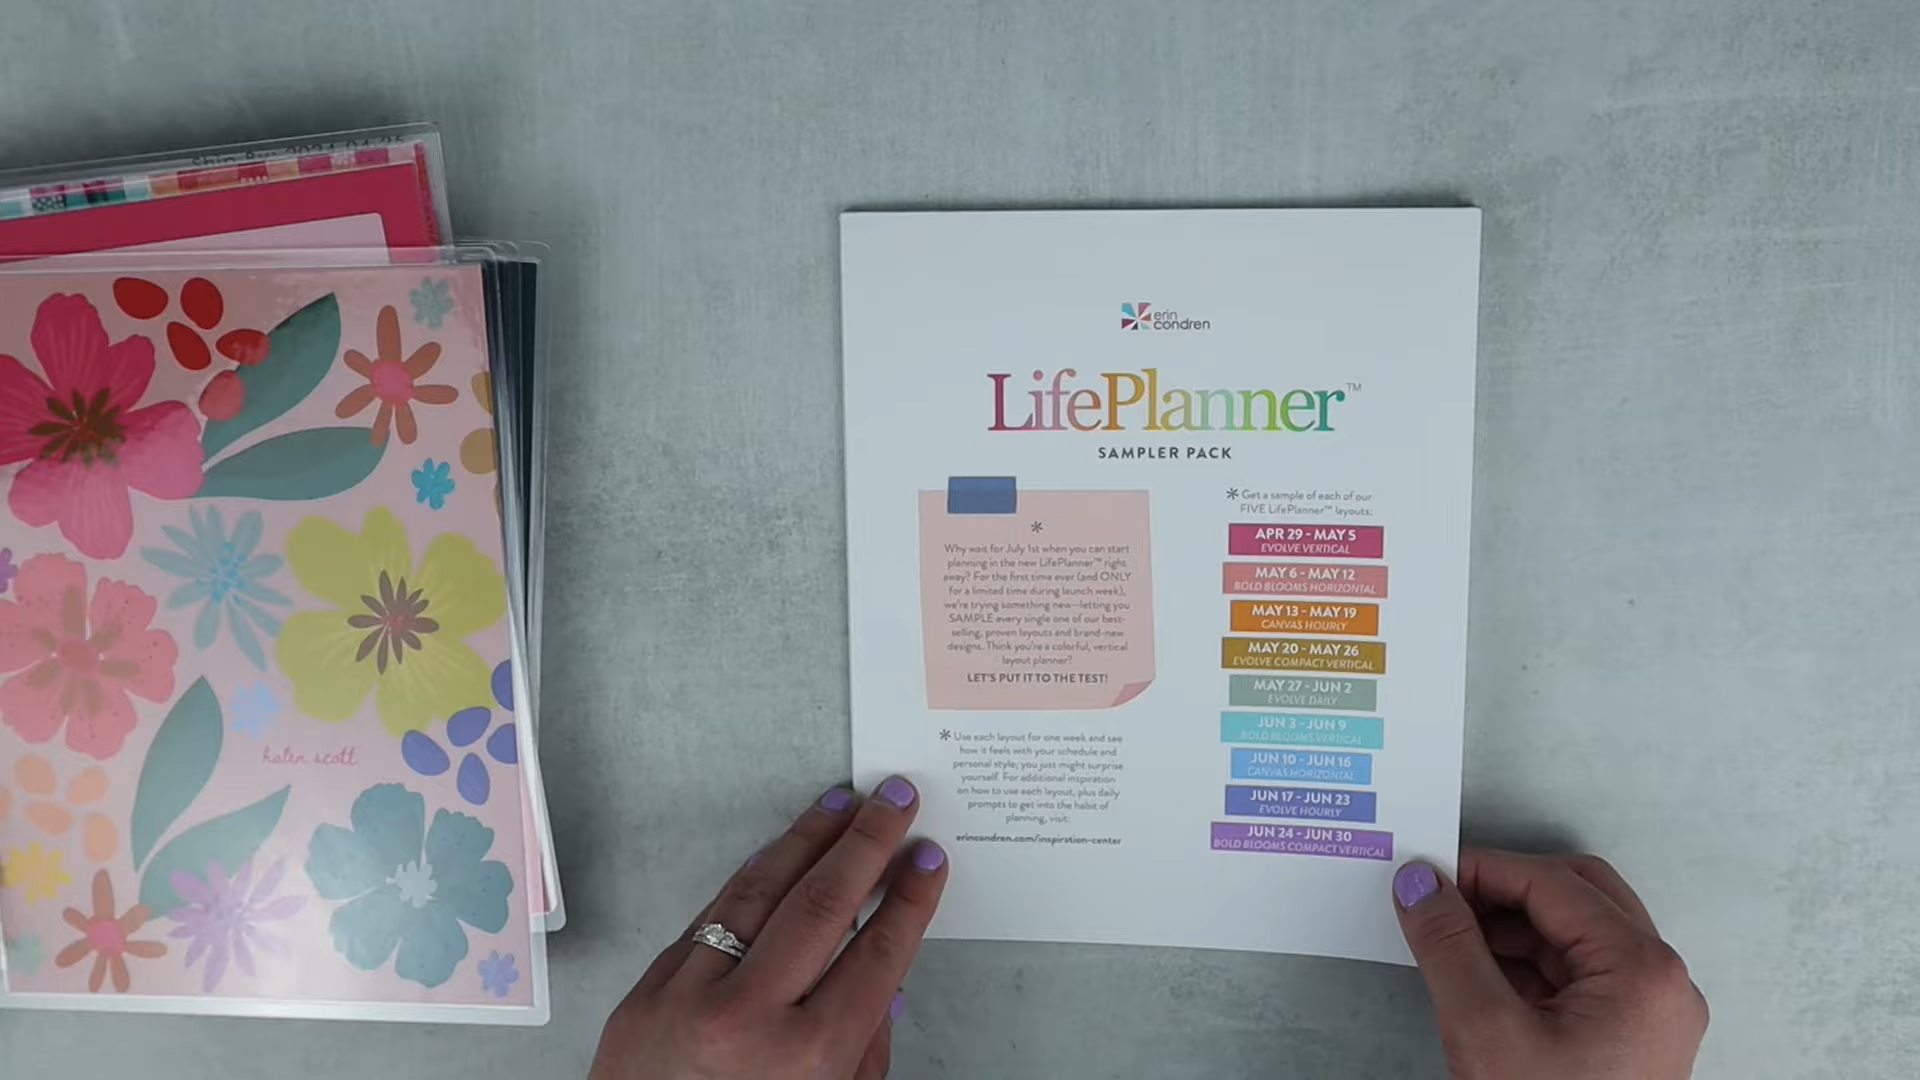 Ship By: 2024-04-25
halen scott
erin
condren
LifePlanner™
SAMPLER PACK
*
Why wait for July 1st when you can start
planning in the new LifePlanner™ right
away? For the first time ever (and ONLY
for a limited time during launch week),
we're trying something new—letting you
SAMPLE every single one of our best-
selling, proven layouts and brand-new
designs. Think you're a colorful, vertical
layout planner?
LET'S PUT IT TO THE TEST!
* Use each layout for one week and see
how it feels with your schedule and
personal style; you just might surprise
yourself. For additional inspiration
on how to use each layout, plus daily
prompts to get into the habit of
planning, visit:
erincondren.com/inspiration-center
* Get a sample of each of our
FIVE LifePlanner™ layouts:
APR 29 - MAY 5
EVOLVE VERTICAL
MAY 6 - MAY 12
BOLD BLOOMS HORIZONTAL
MAY 13 - MAY 19
CANVAS HOURLY
MAY 20 - MAY 26
EVOLVE COMPACT VERTICAL
MAY 27 - JUN 2
EVOLVE DAILY
JUN 3 - JUN 9
BOLD BLOOMS VERTICAL
JUN 10 - JUN 16
CANVAS HORIZONTAL
JUN 17 - JUN 23
EVOLVE HOURLY
JUN 24 - JUN 30
BOLD BLOOMS COMPACT VERTICAL